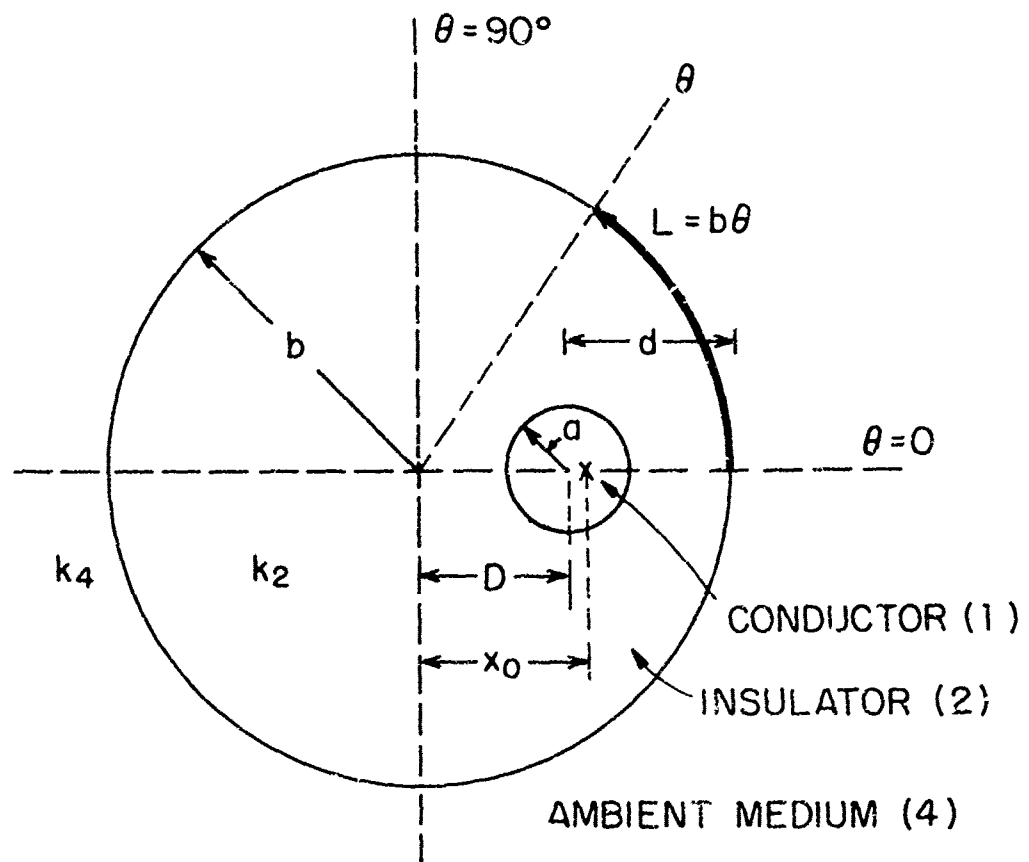 θ = 90°
θ
L = bθ
b
d
a
θ = 0
x
k4
k2
D
CONDUCTOR (1)
x0
INSULATOR (2)
AMBIENT MEDIUM (4)